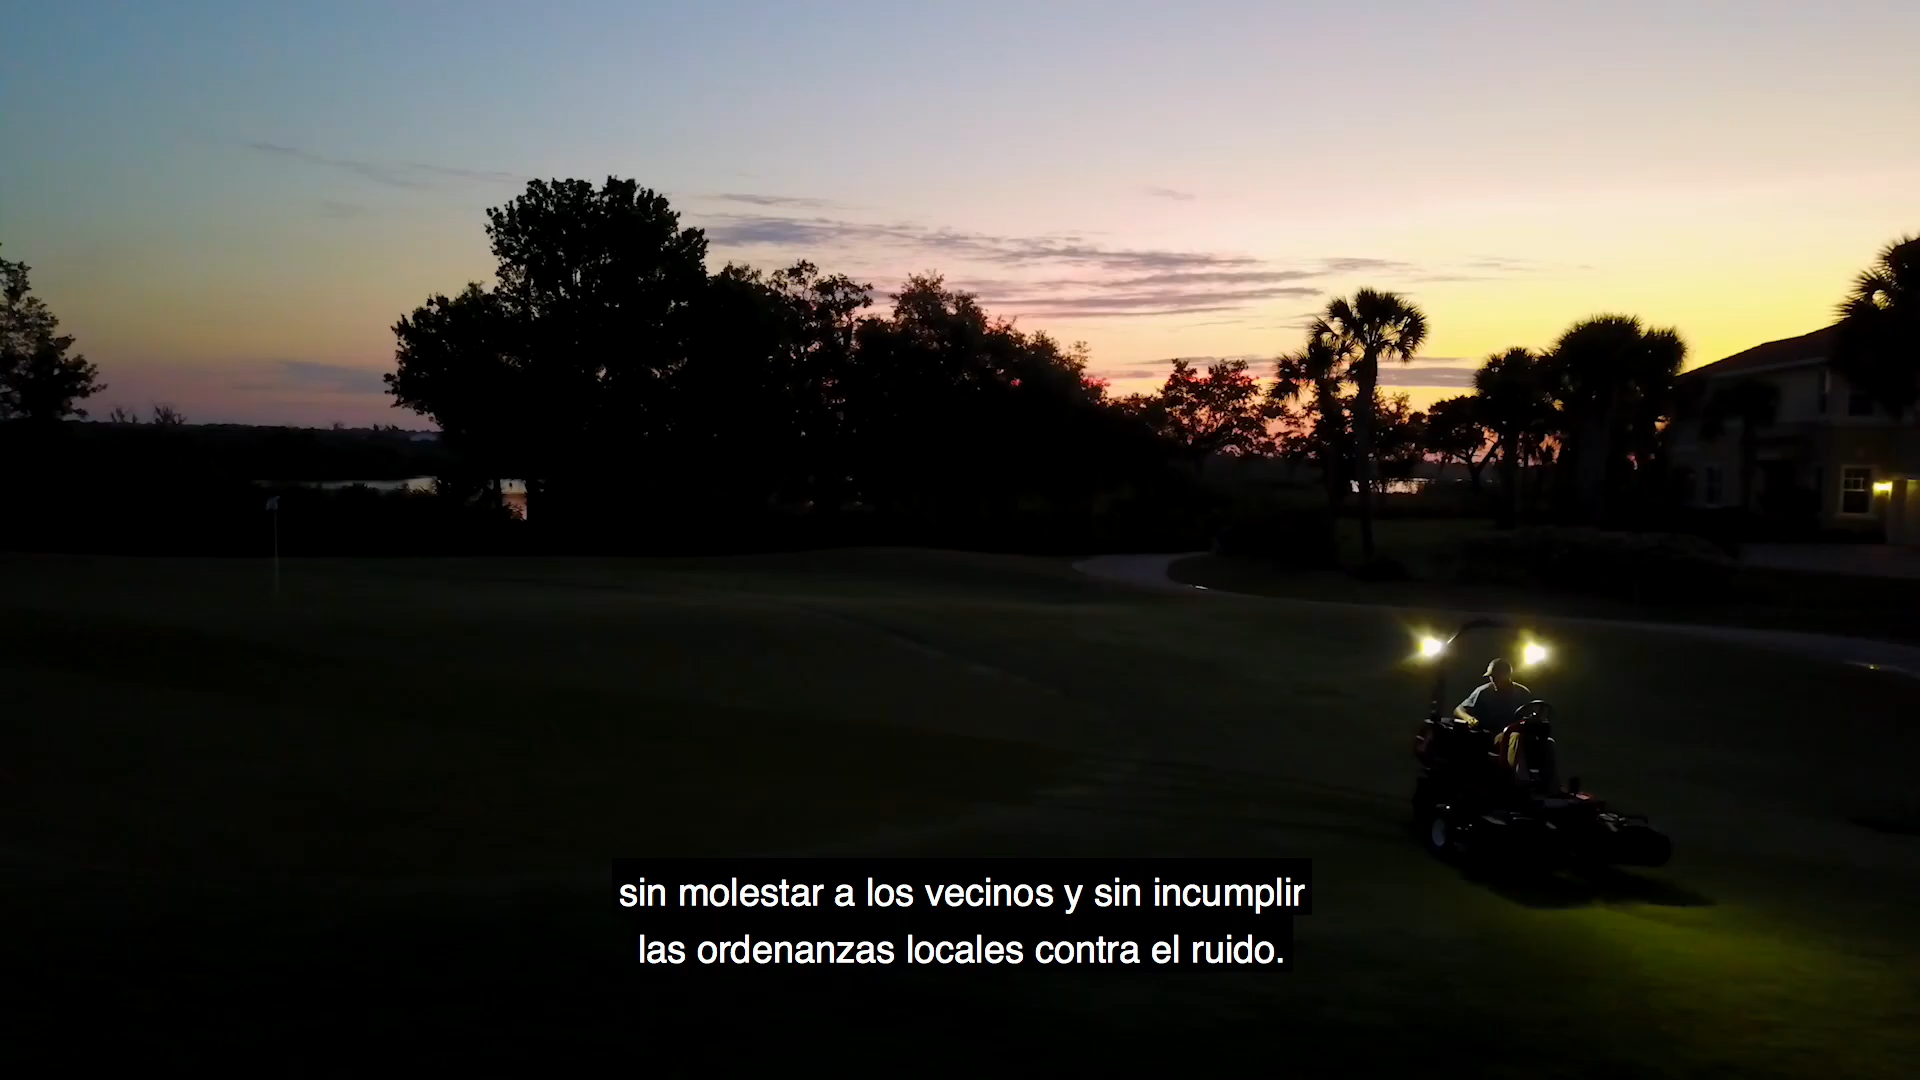 sin molestar a los vecinos y sin incumplir
las ordenanzas locales contra el ruido.